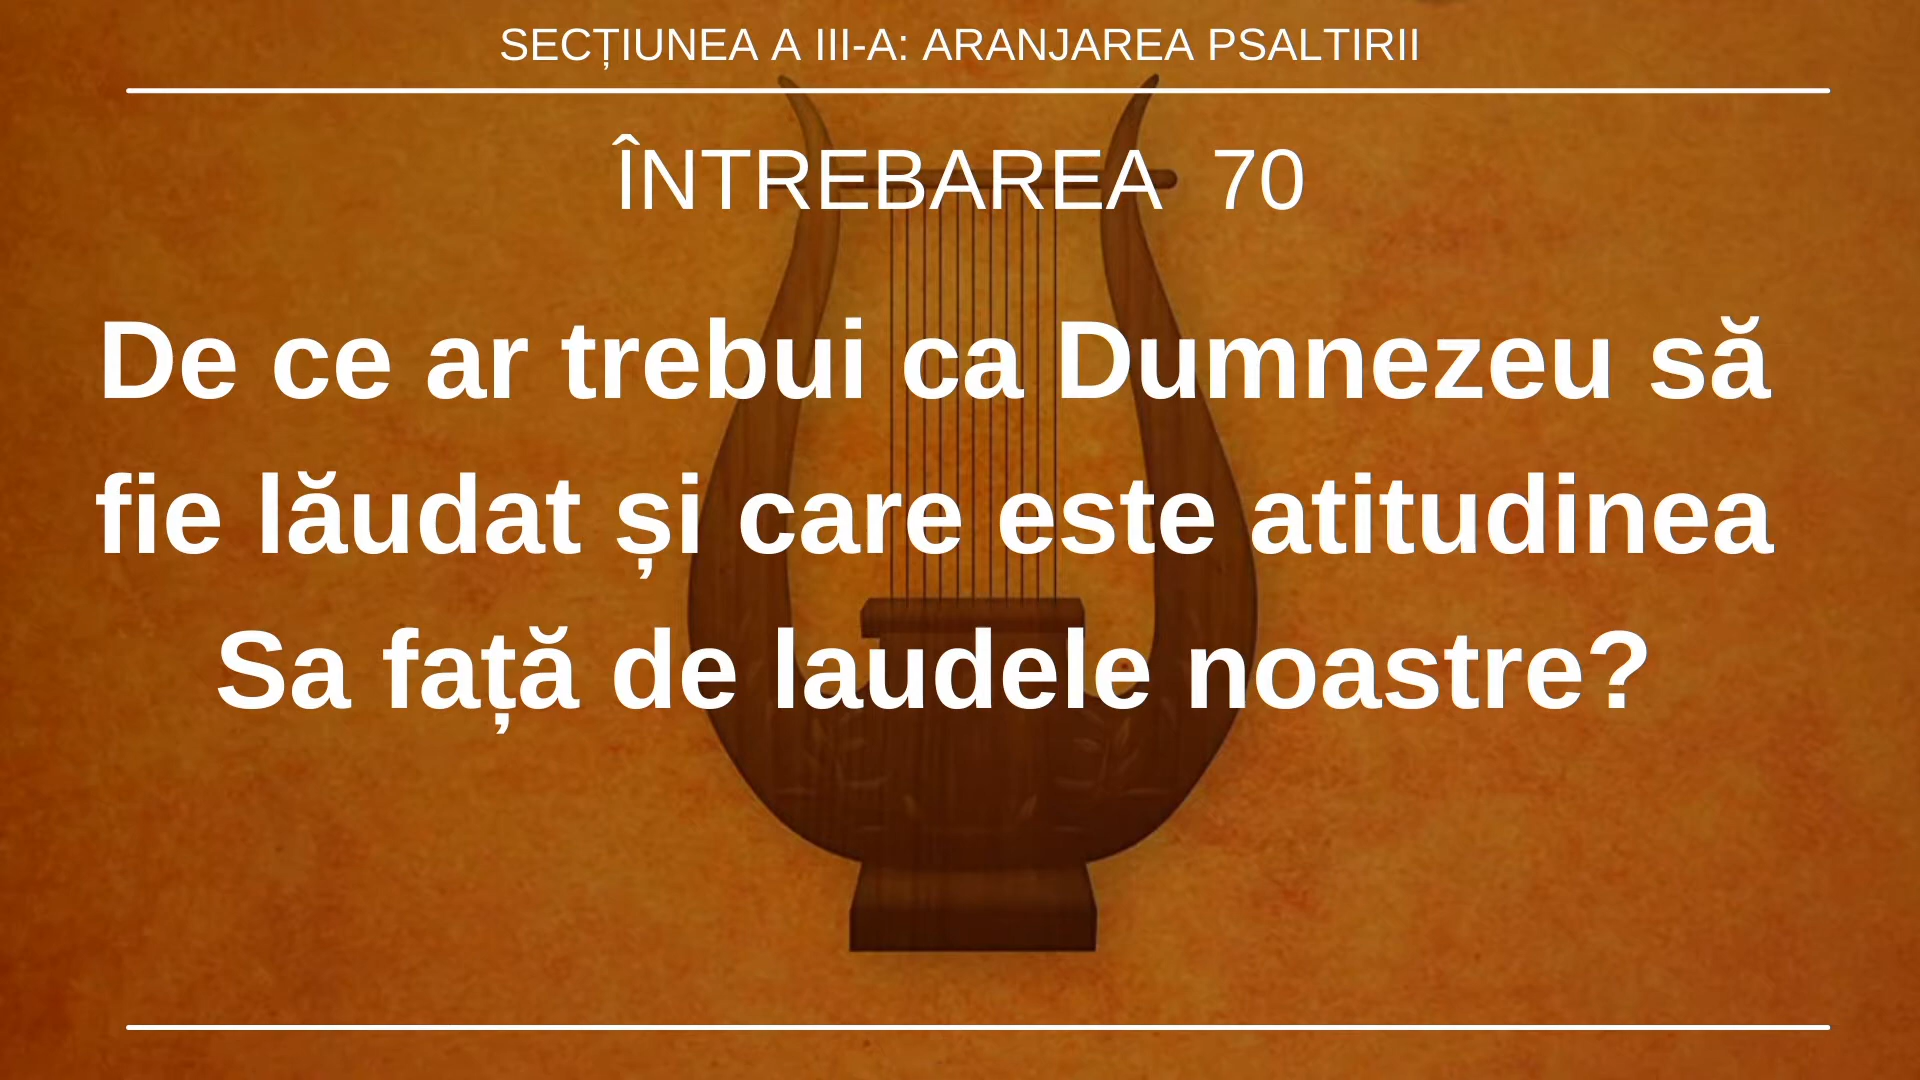 SECȚIUNEA A III-A: ARANJAREA PSALTIRII
ÎNTREBAREA 70
De ce ar trebui ca Dumnezeu să
fie lăudat și care este atitudinea
Sa față de laudele noastre?